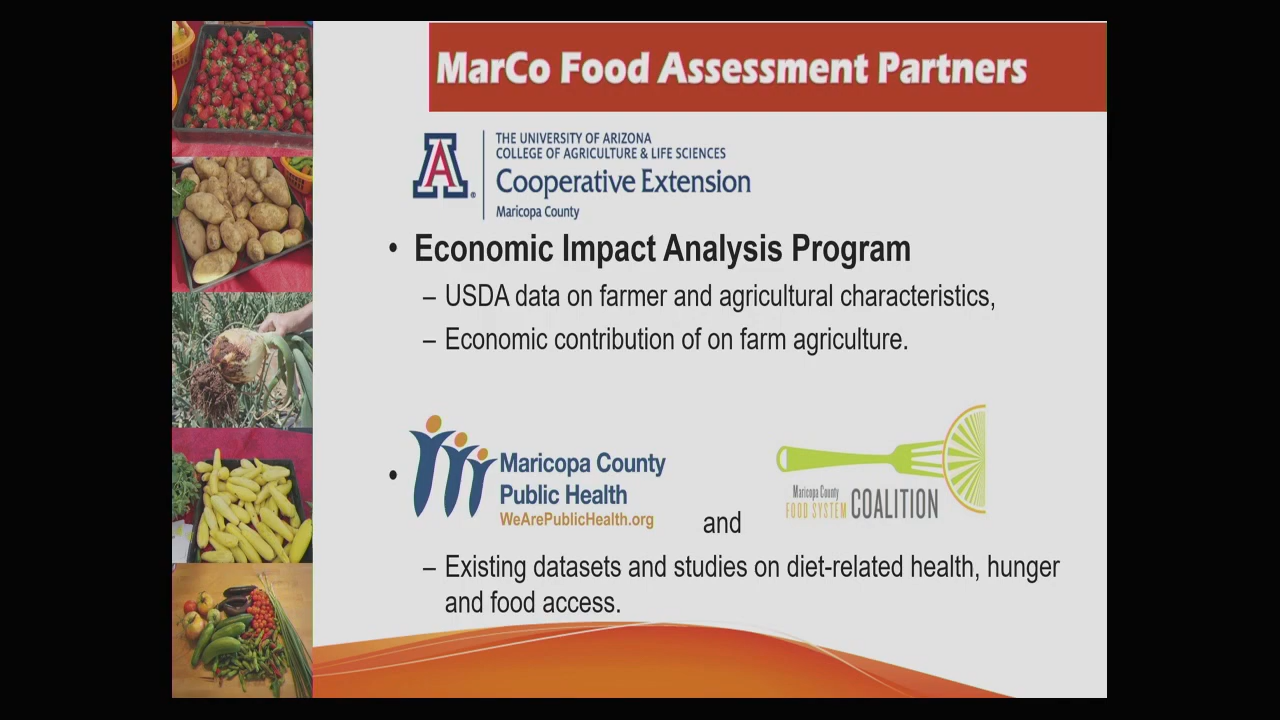 MarCo Food Assessment Partners
A
THE UNIVERSITY OF ARIZONA
COLLEGE OF AGRICULTURE & LIFE SCIENCES
Cooperative Extension
Maricopa County
• Economic Impact Analysis Program
– USDA data on farmer and agricultural characteristics,
– Economic contribution of on farm agriculture.
•
Maricopa County
Public Health
WeArePublicHealth.org
and
Maricopa County
FOOD SYSTEM COALITION
– Existing datasets and studies on diet-related health, hunger
and food access.